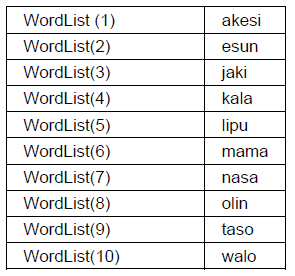 WordList (1) akesi
WordList(2) esun
WordList(3) jaki
WordList(4) kala
WordList(5) lipu
WordList(6) mama
WordList(7) nasa
WordList(8) olin
WordList(9) taso
WordList(10) walo